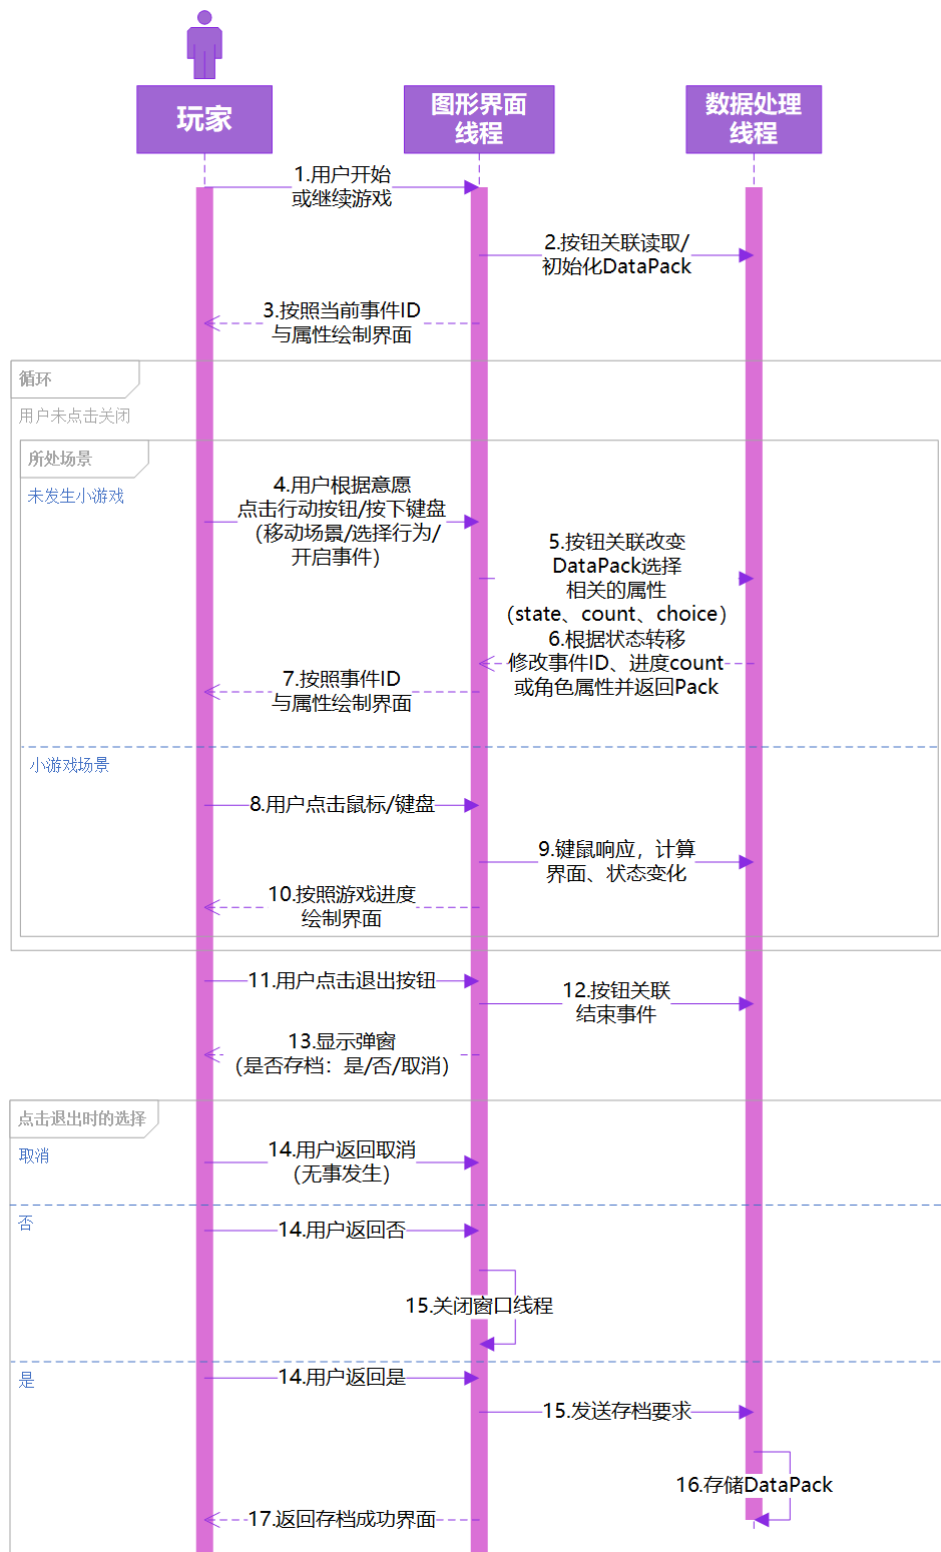 玩家
图形界面
线程
数据处理
线程
1.用户开始
或继续游戏
2.按钮关联读取/
初始化DataPack
3.按照当前事件ID
与属性绘制界面
循环
用户未点击关闭
所处场景
未发生小游戏
4.用户根据意愿
点击行动按钮/按下键盘
（移动场景/选择行为/
开启事件）
5.按钮关联改变
DataPack选择
相关的属性
（state、count、choice）
6.根据状态转移
修改事件ID、进度count
或角色属性并返回Pack
7.按照事件ID
与属性绘制界面
小游戏场景
8.用户点击鼠标/键盘
9.键鼠响应，计算
界面、状态变化
10.按照游戏进度
绘制界面
11.用户点击退出按钮
12.按钮关联
结束事件
13.显示弹窗
（是否存档：是/否/取消）
点击退出时的选择
取消
14.用户返回取消
（无事发生）
否
14.用户返回否
15.关闭窗口线程
是
14.用户返回是
15.发送存档要求
16.存储DataPack
17.返回存档成功界面